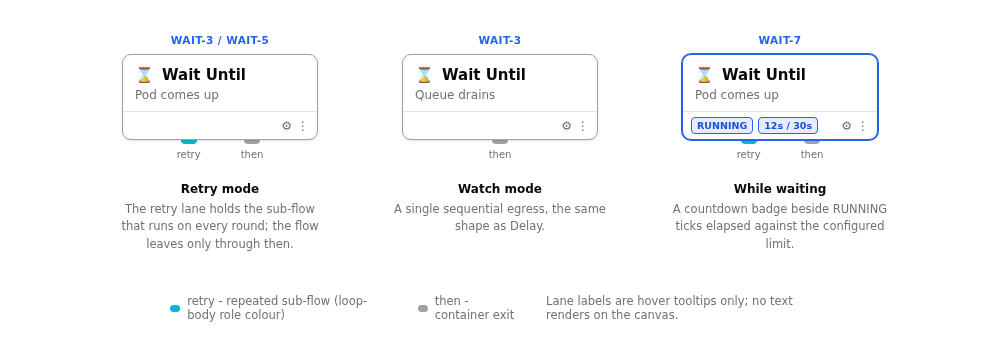 WAIT-3 / WAIT-5
⌛ Wait Until
Pod comes up
⚙ ⋮
retry
then
Retry mode
The retry lane holds the sub-flow
that runs on every round; the flow
leaves only through then.
WAIT-3
⌛ Wait Until
Queue drains
⚙ ⋮
then
Watch mode
A single sequential egress, the same
shape as Delay.
WAIT-7
⌛ Wait Until
Pod comes up
RUNNING 12s / 30s ⚙ ⋮
retry
then
While waiting
A countdown badge beside RUNNING
ticks elapsed against the configured
limit.
retry - repeated sub-flow (loop-
body role colour)
then -
container exit
Lane labels are hover tooltips only; no text
renders on the canvas.